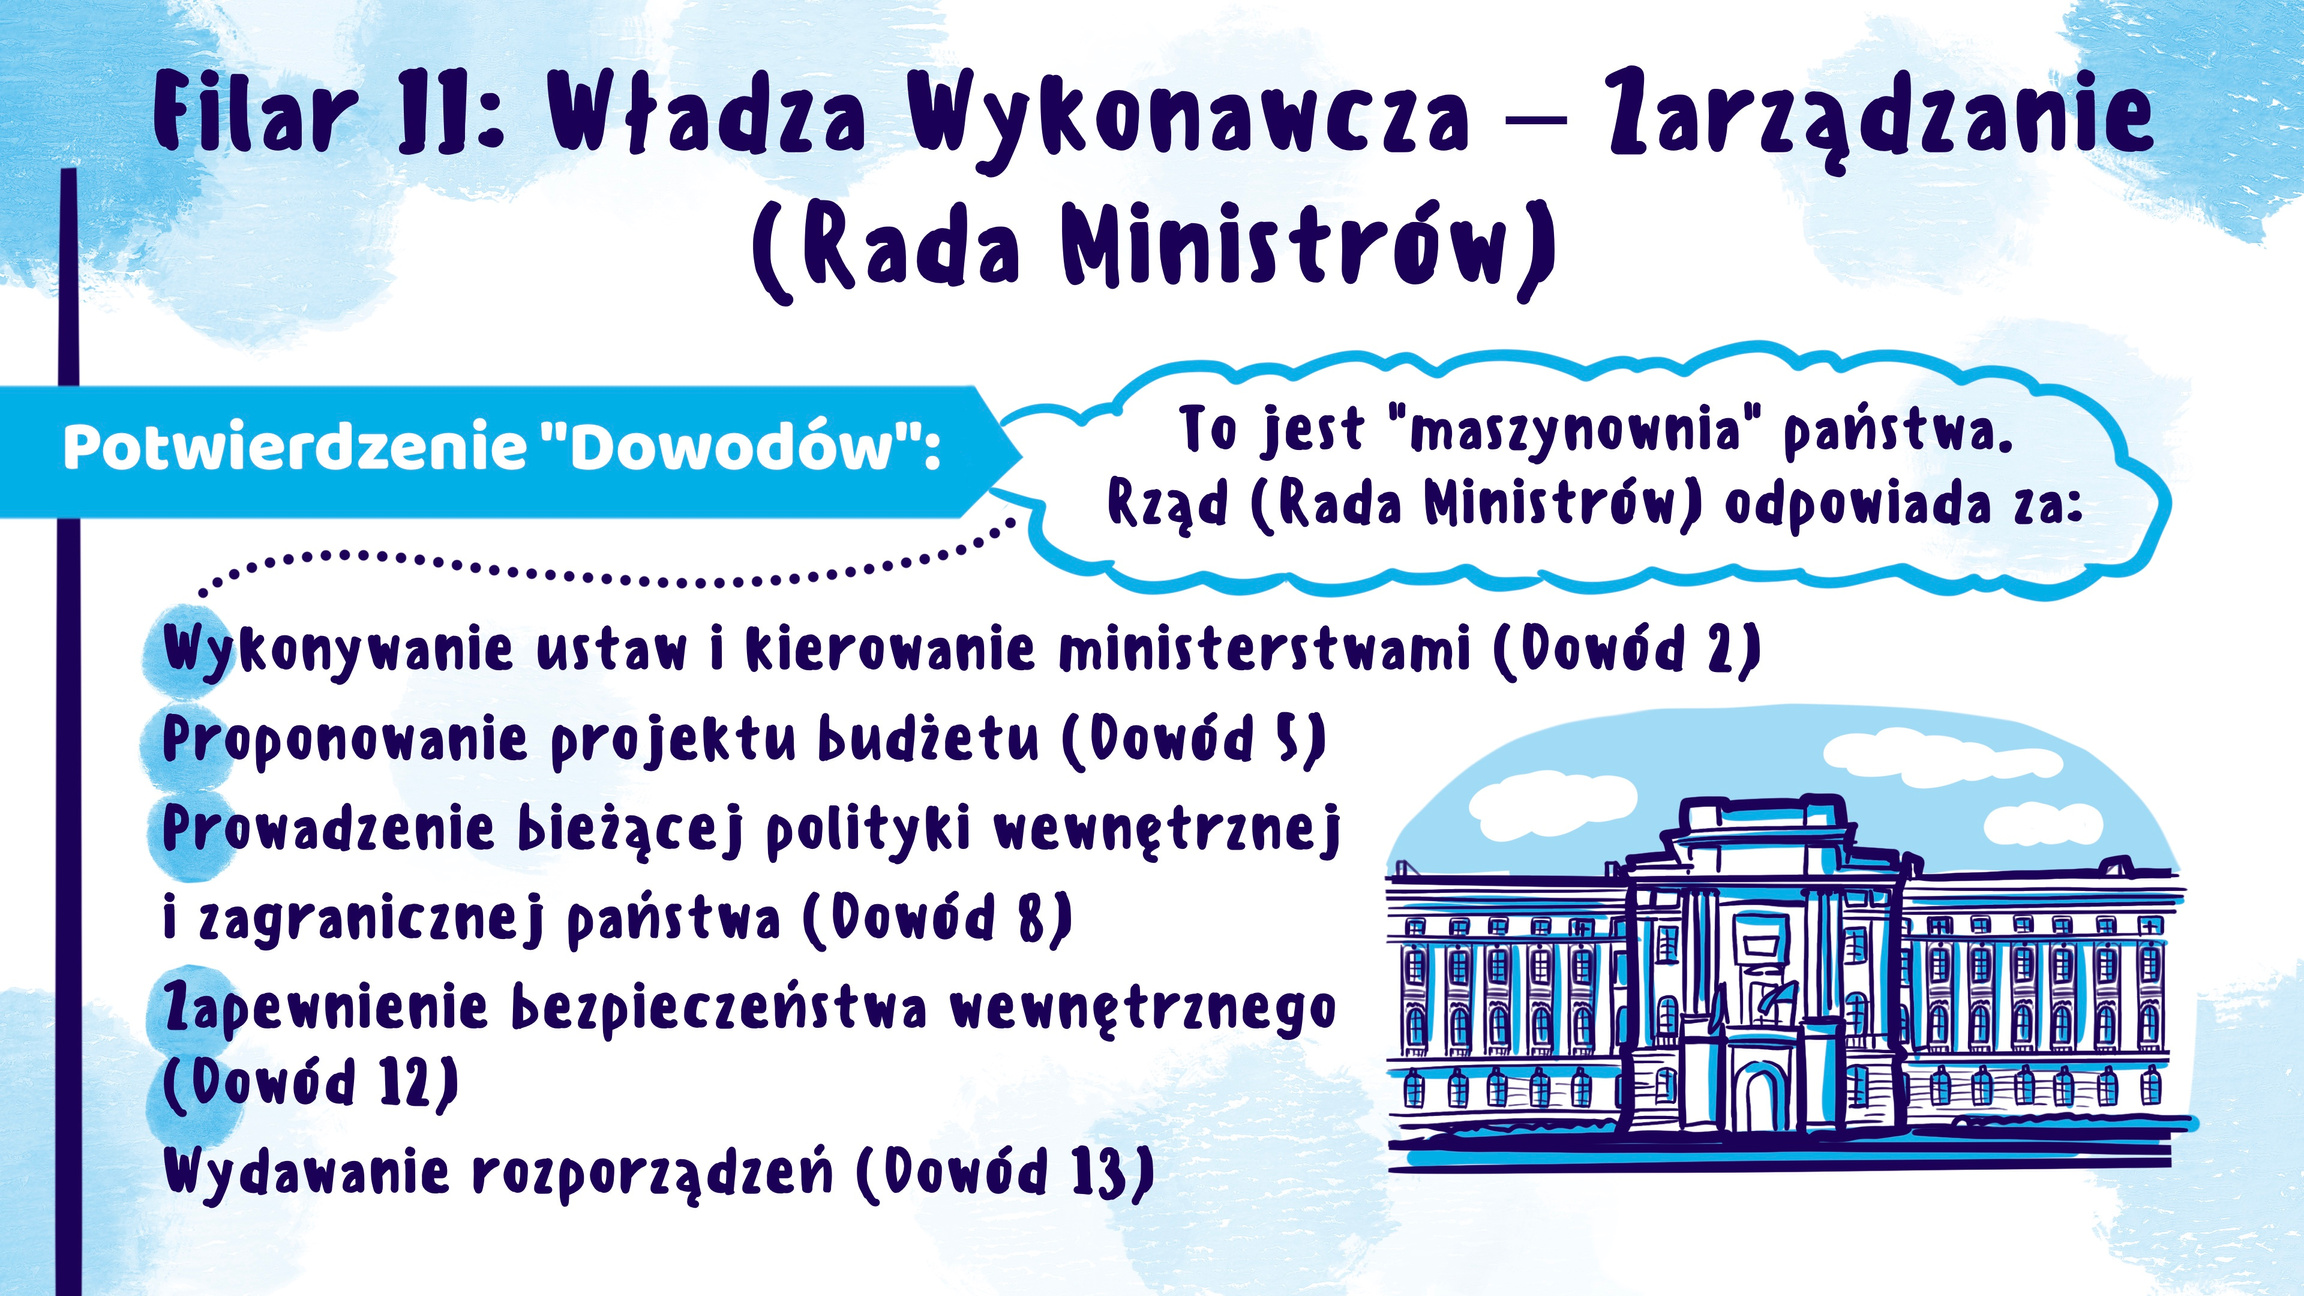 Filar II: Władza Wykonawcza — Zarządzanie
(Rada Ministrów)
Potwierdzenie "Dowodów":
To jest "maszynownia" państwa.
Rząd (Rada Ministrów) odpowiada za:
Wykonywanie ustaw i kierowanie ministerstwami (Dowód 2)
Proponowanie projektu budżetu (Dowód 5)
Prowadzenie bieżącej polityki wewnętrznej
i zagranicznej państwa (Dowód 8)
Zapewnienie bezpieczeństwa wewnętrznego
(Dowód 12)
Wydawanie rozporządzeń (Dowód 13)